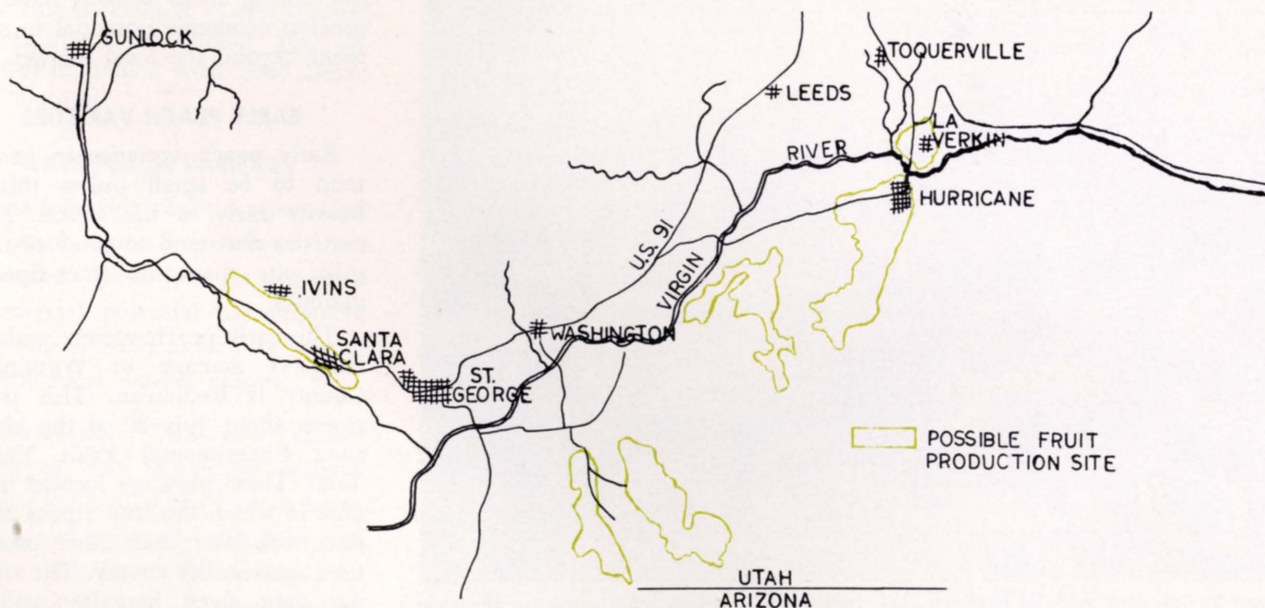 GUNLOCK
TOQUERVILLE
LEEDS
LA
VERKIN
RIVER
HURRICANE
U.S. 91
VIRGIN
IVINS
WASHINGTON
SANTA
CLARA
ST.
GEORGE
POSSIBLE FRUIT
PRODUCTION SITE
UTAH
ARIZONA